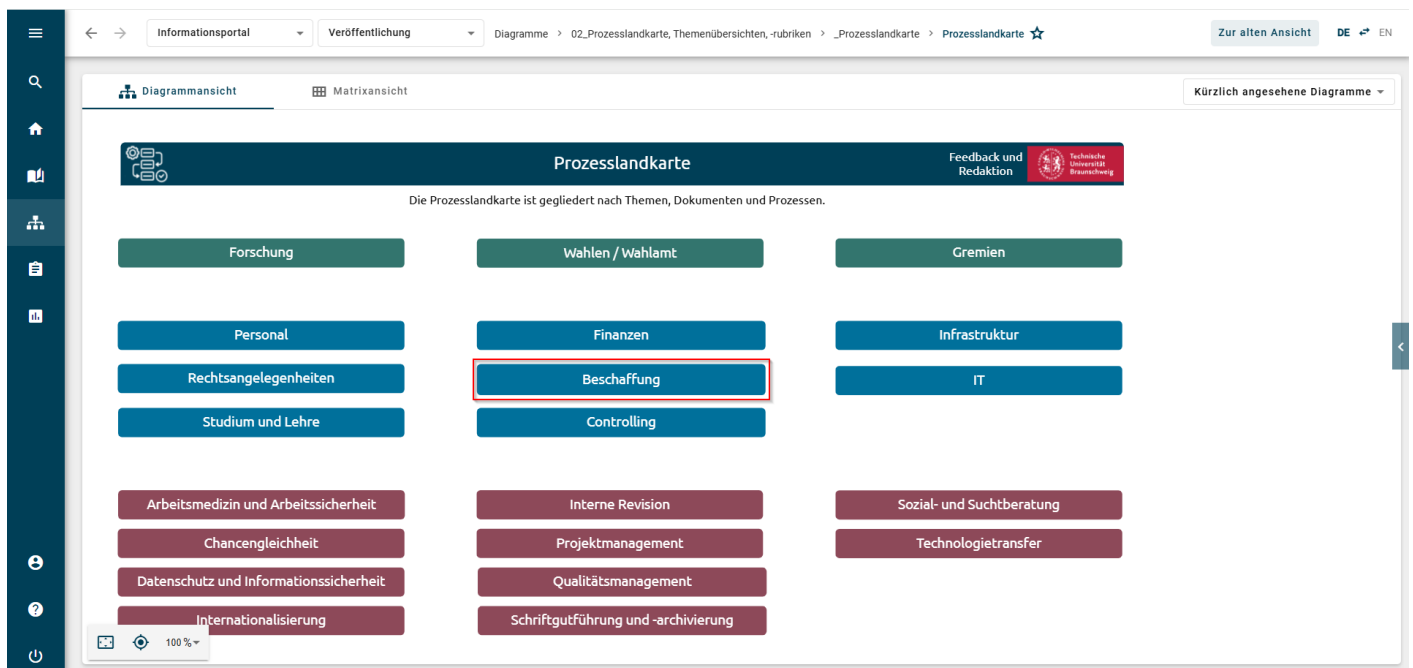 Informationsportal
Veröffentlichung
Diagramme > 02_Prozesslandkarte, Themenübersichten, -rubriken > _Prozesslandkarte > Prozesslandkarte
Zur alten Ansicht
DE
EN
Diagrammansicht
Matrixansicht
Kürzlich angesehene Diagramme
Prozesslandkarte
Feedback und
Redaktion
Technische
Universität
Braunschweig
Die Prozesslandkarte ist gegliedert nach Themen, Dokumenten und Prozessen.
Forschung
Wahlen / Wahlamt
Gremien
Personal
Finanzen
Infrastruktur
Rechtsangelegenheiten
Beschaffung
IT
Studium und Lehre
Controlling
Arbeitsmedizin und Arbeitssicherheit
Interne Revision
Sozial- und Suchtberatung
Chancengleichheit
Projektmanagement
Technologietransfer
Datenschutz und Informationssicherheit
Qualitätsmanagement
Internationalisierung
Schriftgutführung und -archivierung
100 %